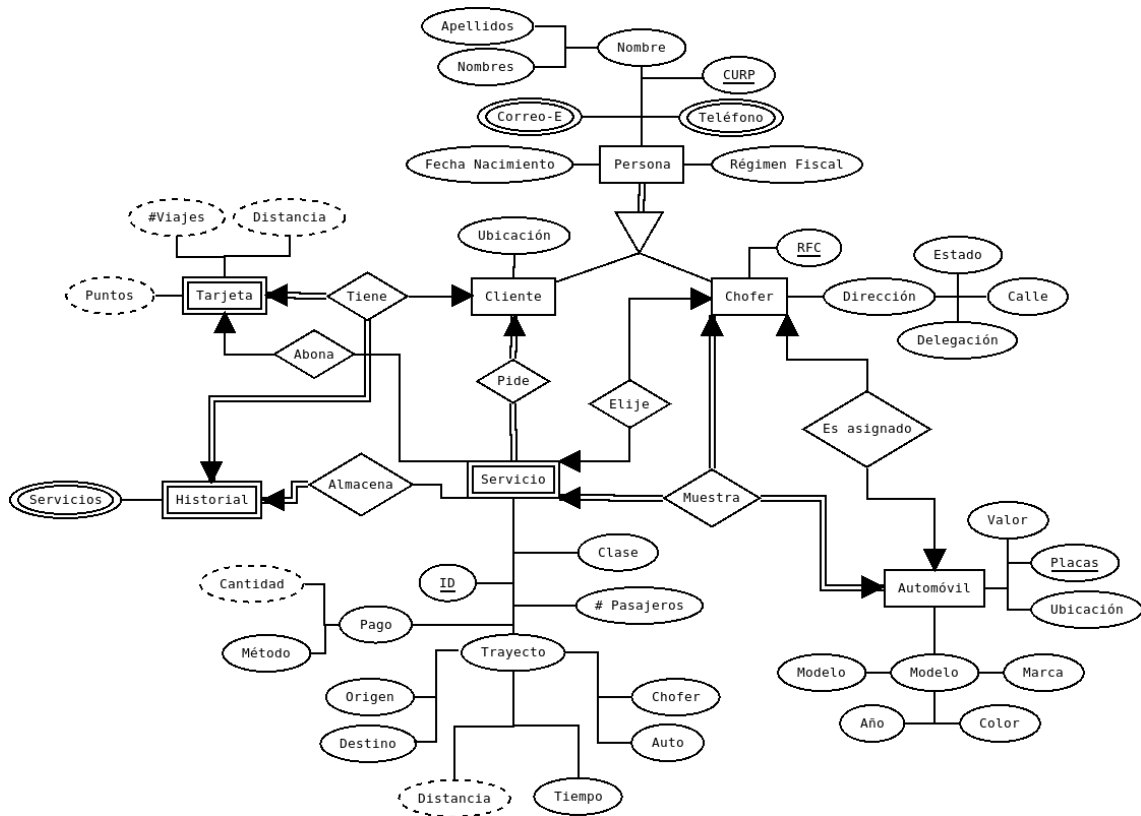 Apellidos
Nombre
Nombres
CURP
Correo-E
Teléfono
Fecha Nacimiento
Persona
Régimen Fiscal
#Viajes
Distancia
Ubicación
RFC
Estado
Puntos
Tarjeta
Tiene
Cliente
Chofer
Dirección
Calle
Delegación
Abona
Pide
Elije
Es asignado
Servicio
Almacena
Servicios
Historial
Muestra
Valor
Clase
Placas
Cantidad
ID
Automóvil
# Pasajeros
Ubicación
Pago
Método
Trayecto
Modelo
Modelo
Marca
Origen
Chofer
Año
Color
Destino
Auto
Distancia
Tiempo